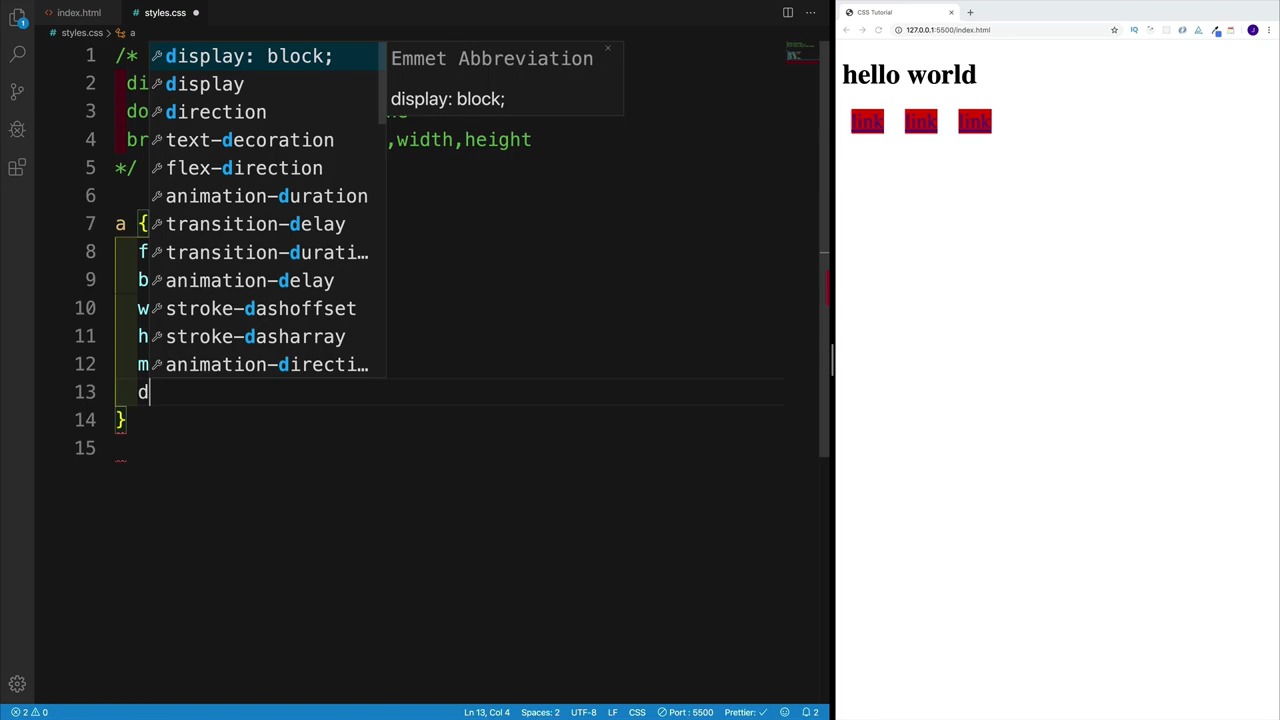 index.html
styles.css
styles.css
a
CSS Tutorial
127.0.0.1:5500/index.html
J
1
1 /*
2 di
3 do
4 br ,width,height
5 */
6
7 a {
8 f
9 b
10 w
11 h
12 m
13 d
14 }
15
display: block;
display
direction
text-decoration
flex-direction
animation-duration
transition-delay
transition-durati…
animation-delay
stroke-dashoffset
stroke-dasharray
animation-directi…
Emmet Abbreviation
display: block;
hello world
link link link
2 0
Ln 13, Col 4
Spaces: 2
UTF-8
LF
CSS
Port : 5500
Prettier: ✓
2